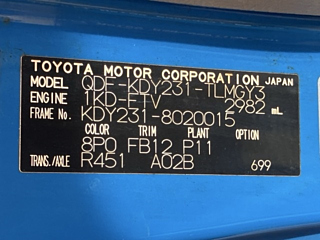 TOYOTA MOTOR CORPORATION JAPAN
MODEL QDF-KDY231-TLMGY3
ENGINE 1KD-FTV 2982 mL
FRAME No. KDY231-8020015
COLOR TRIM PLANT OPTION
8P0 FB12 P11
TRANS./AXLE R451 A02B 699